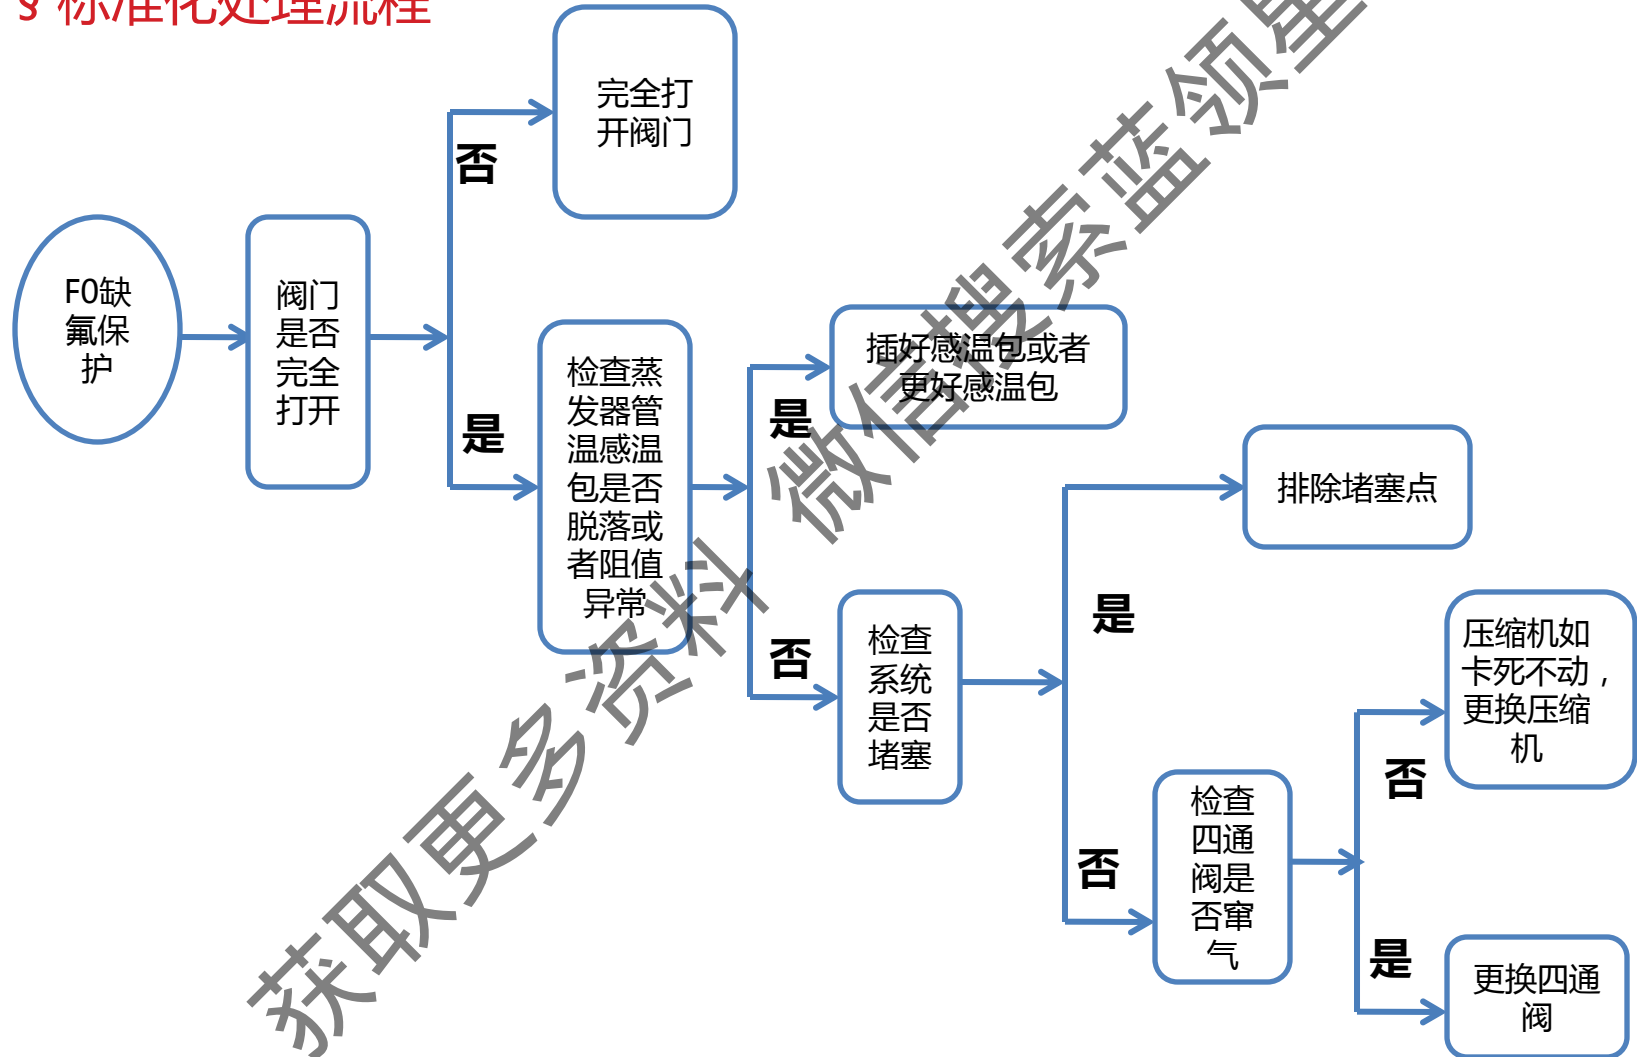 §标准化处理流程
完全打
开阀门
否
F0缺
氟保
护
阀门
是否
完全
打开
是
检查蒸
发器管
温感温
包是否
脱落或
者阻值
异常
插好感温包或者
更好感温包
是
否
检查
系统
是否
堵塞
排除堵塞点
是
否
检查
四通
阀是
否窜
气
压缩机如
卡死不动，
更换压缩
机
否
是
更换四通
阀
获取更多资料 微信搜索蓝领星